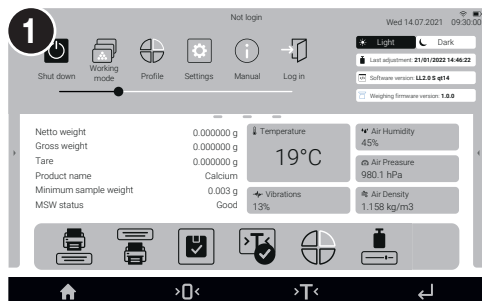 1
Not login
Wed 14.07.2021 09:30:00
Shut down
Working mode
Profile
Settings
Manual
Log in
Light
Dark
Last adjustment: 21/01/2022 14:46:22
Software version: LL2.0 S qt14
Weighing firmware version: 1.0.0
Netto weight 0.000000 g
Gross weight 0.000000 g
Tare 0.000000 g
Product name Calcium
Minimum sample weight 0.003 g
MSW status Good
Temperature
19°C
Vibrations
13%
Air Humidity
45%
Air Preasure
980.1 hPa
Air Density
1.158 kg/m3
>T<
>0< >T<